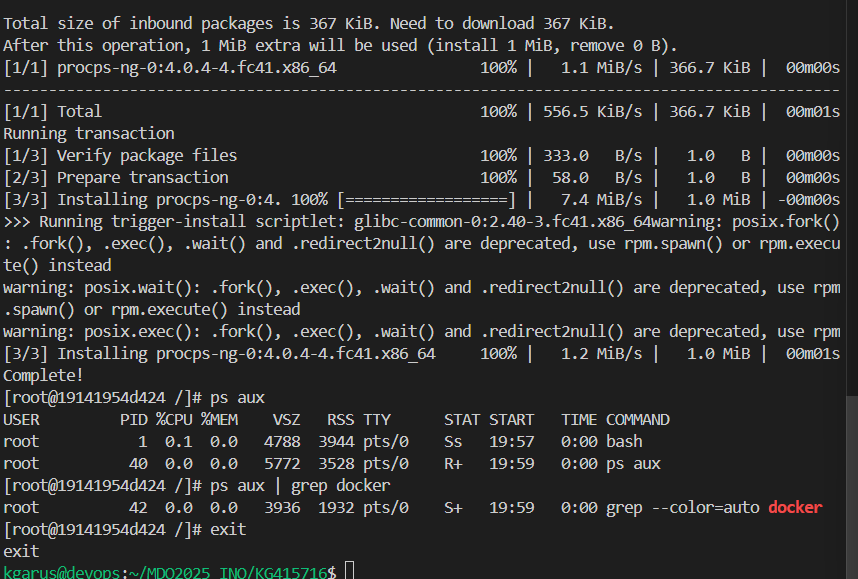 Total size of inbound packages is 367 KiB. Need to download 367 KiB.
After this operation, 1 MiB extra will be used (install 1 MiB, remove 0 B).
[1/1] procps-ng-0:4.0.4-4.fc41.x86_64                100% |   1.1 MiB/s | 366.7 KiB |  00m00s
--------------------------------------------------------------------------------------------
[1/1] Total                                          100% | 556.5 KiB/s | 366.7 KiB |  00m01s
Running transaction
[1/3] Verify package files                           100% | 333.0   B/s |   1.0   B |  00m00s
[2/3] Prepare transaction                            100% |  58.0   B/s |   1.0   B |  00m00s
[3/3] Installing procps-ng-0:4. 100% [==================] |   7.4 MiB/s |   1.0 MiB | -00m00s
>>> Running trigger-install scriptlet: glibc-common-0:2.40-3.fc41.x86_64warning: posix.fork()
: .fork(), .exec(), .wait() and .redirect2null() are deprecated, use rpm.spawn() or rpm.execu
te() instead
warning: posix.wait(): .fork(), .exec(), .wait() and .redirect2null() are deprecated, use rpm
.spawn() or rpm.execute() instead
warning: posix.exec(): .fork(), .exec(), .wait() and .redirect2null() are deprecated, use rpm
[3/3] Installing procps-ng-0:4.0.4-4.fc41.x86_64     100% |   1.2 MiB/s |   1.0 MiB |  00m01s
Complete!
[root@19141954d424 /]# ps aux
USER         PID %CPU %MEM    VSZ   RSS TTY      STAT START   TIME COMMAND
root           1  0.1  0.0   4788  3944 pts/0    Ss   19:57   0:00 bash
root          40  0.0  0.0   5772  3528 pts/0    R+   19:59   0:00 ps aux
[root@19141954d424 /]# ps aux | grep docker
root          42  0.0  0.0   3936  1932 pts/0    S+   19:59   0:00 grep --color=auto docker
[root@19141954d424 /]# exit
exit
kgarus@devops:~/MDO2025_INO/KG415716$